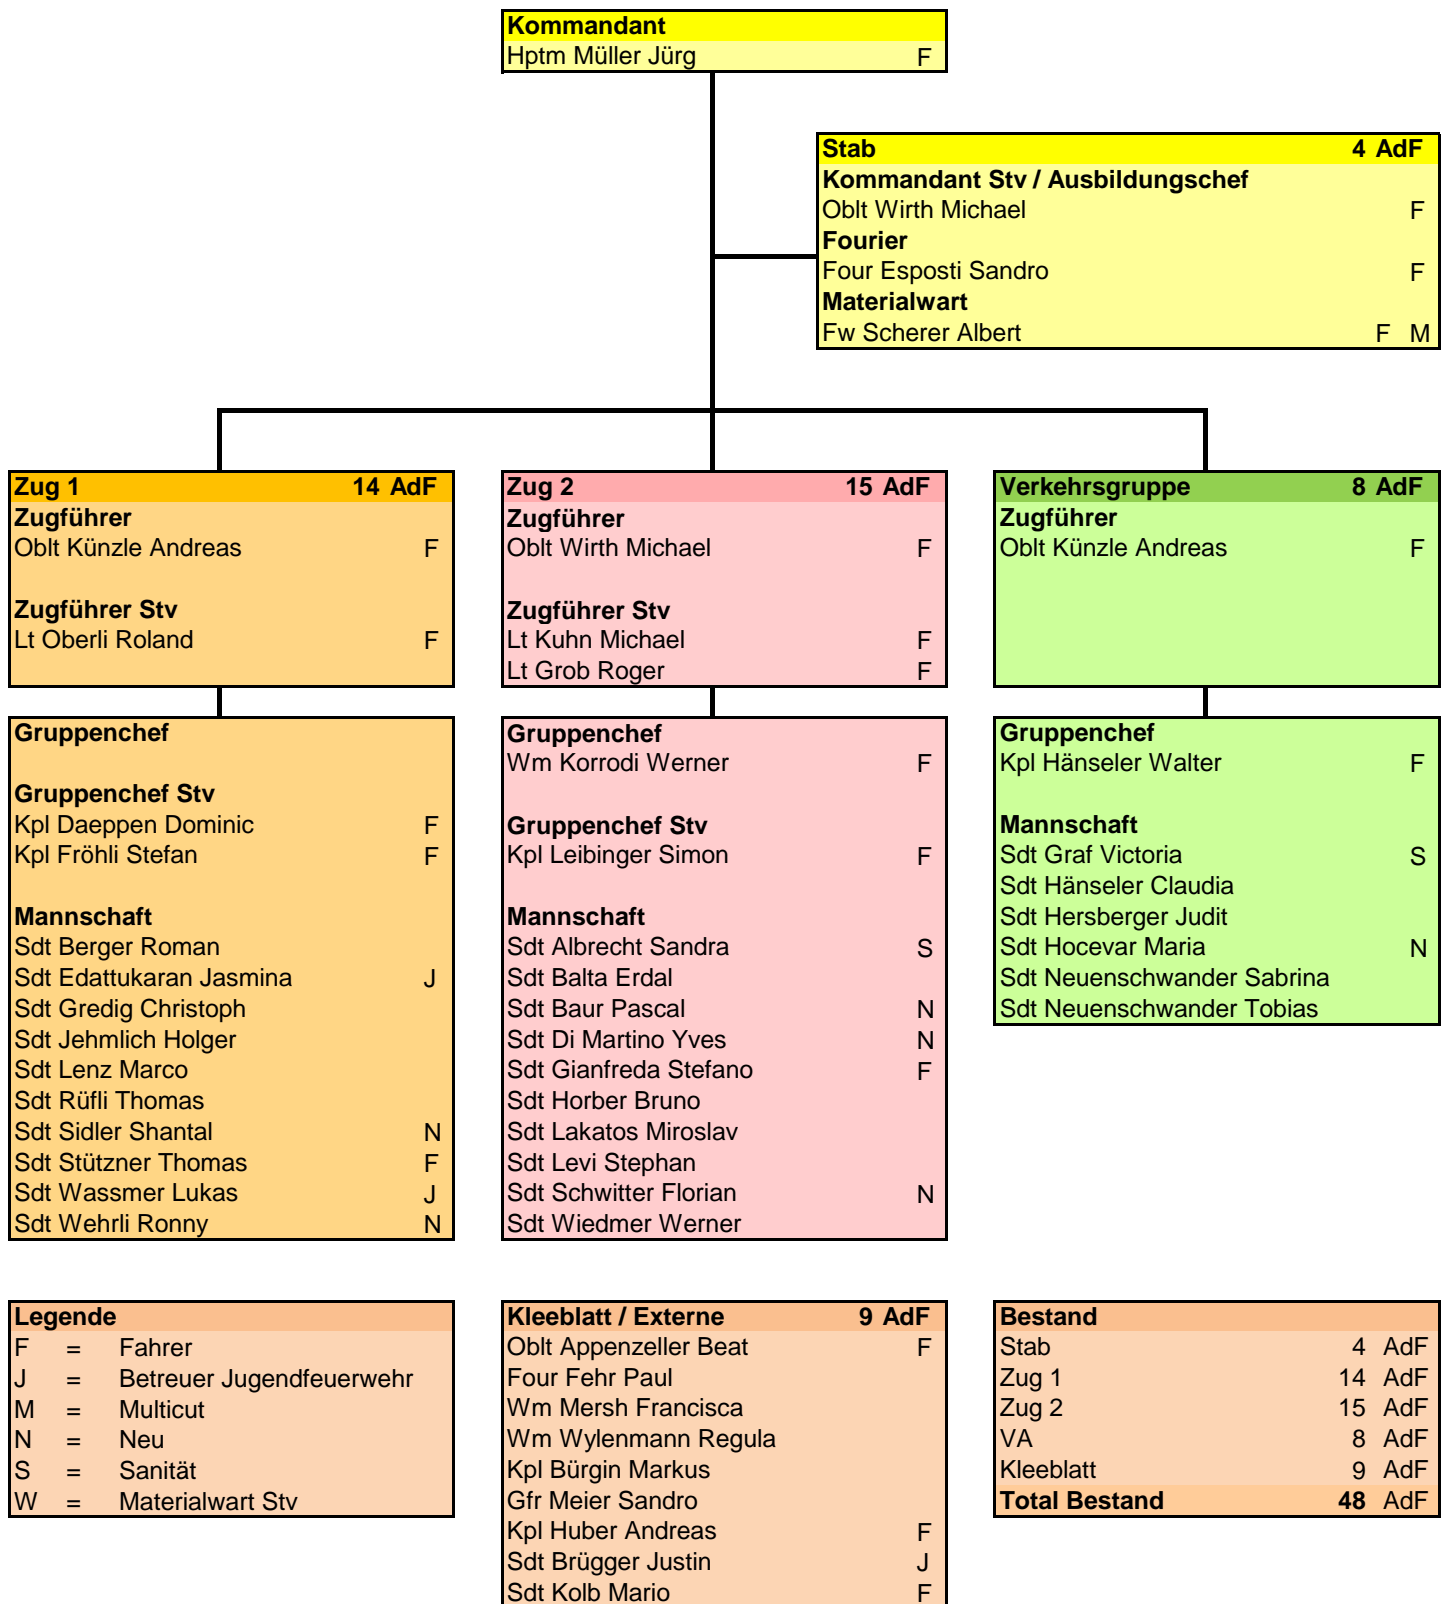 Kommandant
Hptm Müller Jürg F
Stab 4 AdF
Kommandant Stv / Ausbildungschef
Oblt Wirth Michael F
Fourier
Four Esposti Sandro F
Materialwart
Fw Scherer Albert F M
Zug 1 14 AdF
Zugführer
Oblt Künzle Andreas F
Zugführer Stv
Lt Oberli Roland F
Gruppenchef
Gruppenchef Stv
Kpl Daeppen Dominic F
Kpl Fröhli Stefan F
Mannschaft
Sdt Berger Roman
Sdt Edattukaran Jasmina J
Sdt Gredig Christoph
Sdt Jehmlich Holger
Sdt Lenz Marco
Sdt Rüfli Thomas
Sdt Sidler Shantal N
Sdt Stützner Thomas F
Sdt Wassmer Lukas J
Sdt Wehrli Ronny N
Zug 2 15 AdF
Zugführer
Oblt Wirth Michael F
Zugführer Stv
Lt Kuhn Michael F
Lt Grob Roger F
Gruppenchef
Wm Korrodi Werner F
Gruppenchef Stv
Kpl Leibinger Simon F
Mannschaft
Sdt Albrecht Sandra S
Sdt Balta Erdal
Sdt Baur Pascal N
Sdt Di Martino Yves N
Sdt Gianfreda Stefano F
Sdt Horber Bruno
Sdt Lakatos Miroslav
Sdt Levi Stephan
Sdt Schwitter Florian N
Sdt Wiedmer Werner
Verkehrsgruppe 8 AdF
Zugführer
Oblt Künzle Andreas F
Gruppenchef
Kpl Hänseler Walter F
Mannschaft
Sdt Graf Victoria S
Sdt Hänseler Claudia
Sdt Hersberger Judit
Sdt Hocevar Maria N
Sdt Neuenschwander Sabrina
Sdt Neuenschwander Tobias
Legende
F = Fahrer
J = Betreuer Jugendfeuerwehr
M = Multicut
N = Neu
S = Sanität
W = Materialwart Stv
Kleeblatt / Externe 9 AdF
Oblt Appenzeller Beat F
Four Fehr Paul
Wm Mersh Francisca
Wm Wylenmann Regula
Kpl Bürgin Markus
Gfr Meier Sandro
Kpl Huber Andreas F
Sdt Brügger Justin J
Sdt Kolb Mario F
Bestand
Stab 4 AdF
Zug 1 14 AdF
Zug 2 15 AdF
VA 8 AdF
Kleeblatt 9 AdF
Total Bestand 48 AdF